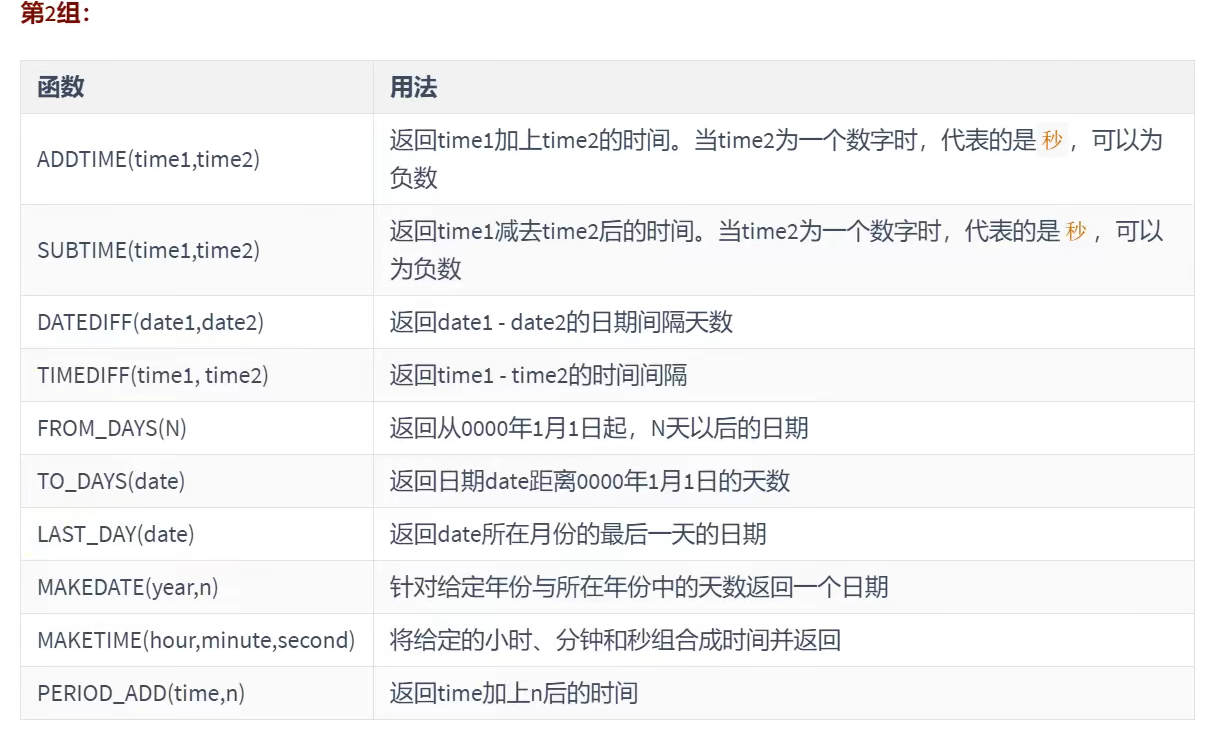 第2组：
函数 用法
ADDTIME(time1,time2) 返回time1加上time2的时间。当time2为一个数字时，代表的是 秒 ，可以为
负数
SUBTIME(time1,time2) 返回time1减去time2后的时间。当time2为一个数字时，代表的是 秒 ，可以
为负数
DATEDIFF(date1,date2) 返回date1 - date2的日期间隔天数
TIMEDIFF(time1, time2) 返回time1 - time2的时间间隔
FROM_DAYS(N) 返回从0000年1月1日起，N天以后的日期
TO_DAYS(date) 返回日期date距离0000年1月1日的天数
LAST_DAY(date) 返回date所在月份的最后一天的日期
MAKEDATE(year,n) 针对给定年份与所在年份中的天数返回一个日期
MAKETIME(hour,minute,second) 将给定的小时、分钟和秒组合成时间并返回
PERIOD_ADD(time,n) 返回time加上n后的时间